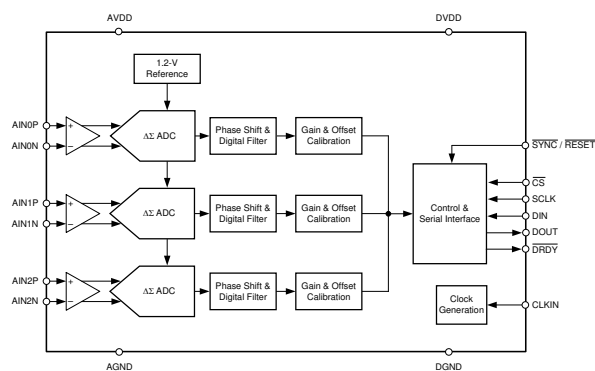 AVDD
DVDD
1.2-V
Reference
AIN0P
AIN0N
+
−
ΔΣ ADC
Phase Shift &
Digital Filter
Gain & Offset
Calibration
SYNC / RESET
AIN1P
AIN1N
+
−
ΔΣ ADC
Phase Shift &
Digital Filter
Gain & Offset
Calibration
Control &
Serial Interface
CS
SCLK
DIN
DOUT
DRDY
AIN2P
AIN2N
+
−
ΔΣ ADC
Phase Shift &
Digital Filter
Gain & Offset
Calibration
Clock
Generation
CLKIN
AGND
DGND